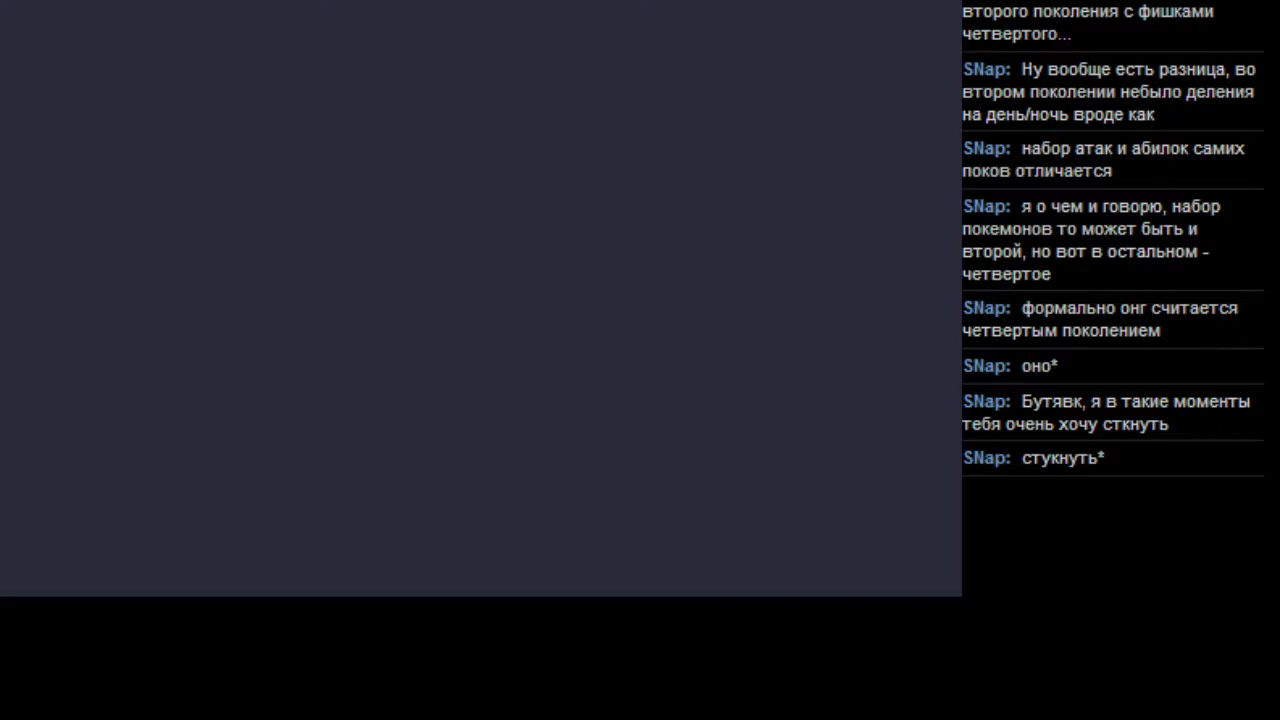 второго поколения с фишками
четвертого...
SNap: Ну вообще есть разница, во
втором поколении небыло деления
на день/ночь вроде как
SNap: набор атак и абилок самих
поков отличается
SNap: я о чем и говорю, набор
покемонов то может быть и
второй, но вот в остальном -
четвертое
SNap: формально онг считается
четвертым поколением
SNap: оно*
SNap: Бутявк, я в такие моменты
тебя очень хочу сткнуть
SNap: стукнуть*